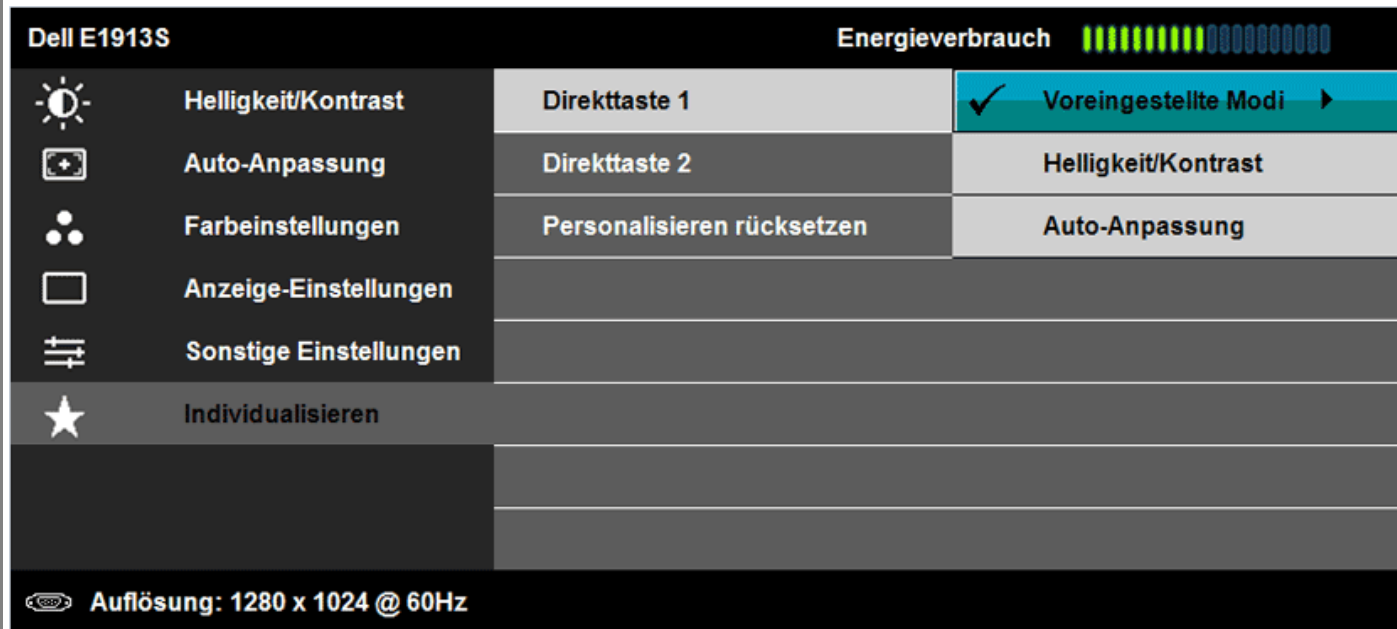 Dell E1913S Energieverbrauch
Helligkeit/Kontrast Direkttaste 1 Voreingestellte Modi
Auto-Anpassung Direkttaste 2 Helligkeit/Kontrast
Farbeinstellungen Personalisieren rücksetzen Auto-Anpassung
Anzeige-Einstellungen
Sonstige Einstellungen
Individualisieren
Auflösung: 1280 x 1024 @ 60Hz